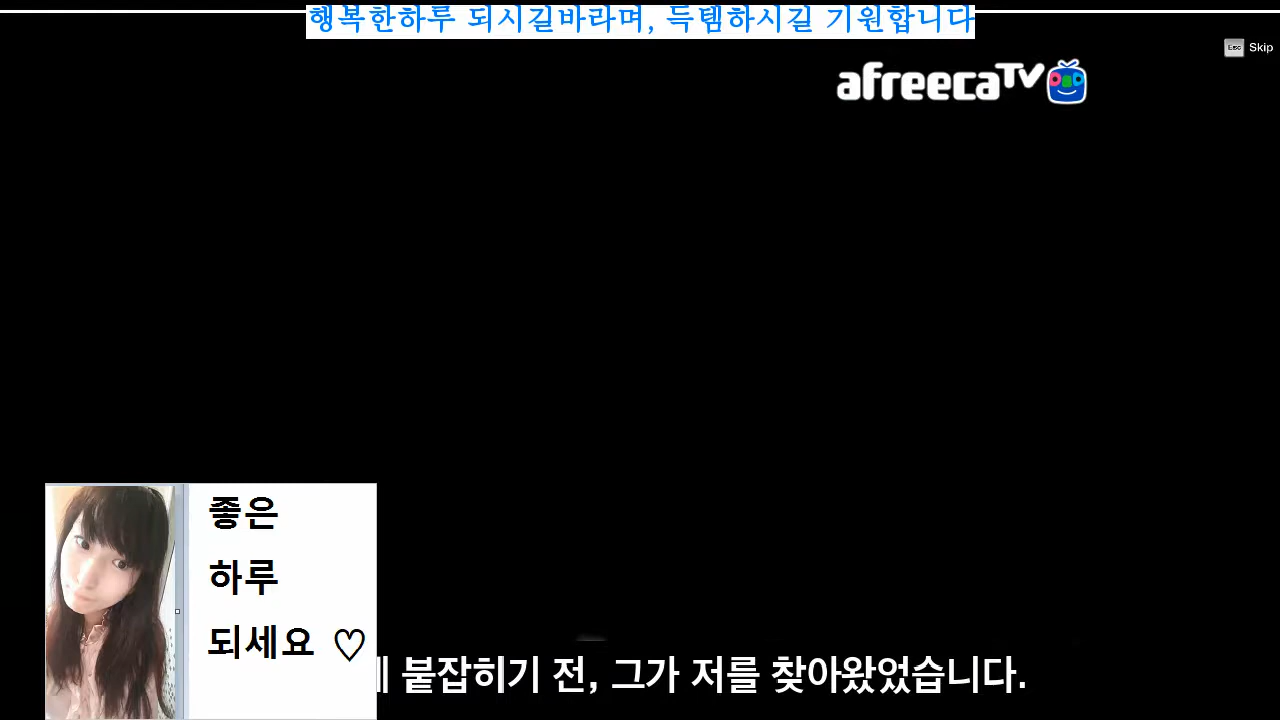 행복한하루 되시길바라며, 득템하시길 기원합니다
Esc Skip
afreecaTV
좋은
하루
되세요 ♡
붙잡히기 전, 그가 저를 찾아왔었습니다.